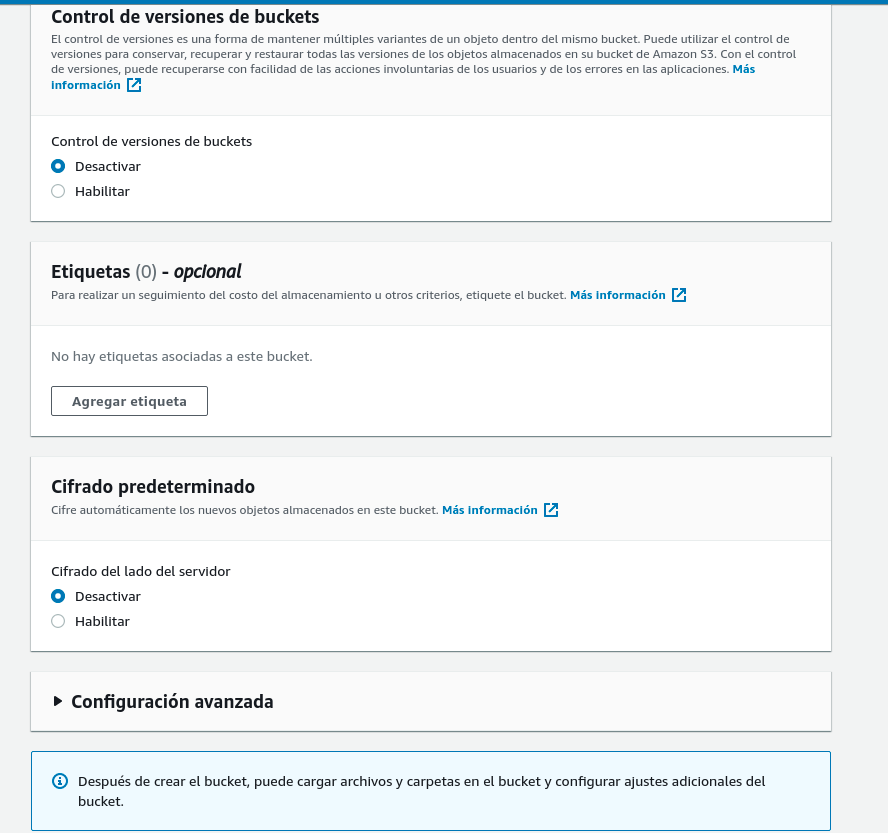 Control de versiones de buckets
El control de versiones es una forma de mantener múltiples variantes de un objeto dentro del mismo bucket. Puede utilizar el control de
versiones para conservar, recuperar y restaurar todas las versiones de los objetos almacenados en su bucket de Amazon S3. Con el control
de versiones, puede recuperarse con facilidad de las acciones involuntarias de los usuarios y de los errores en las aplicaciones. Más
información
Control de versiones de buckets
Desactivar
Habilitar
Etiquetas (0) - opcional
Para realizar un seguimiento del costo del almacenamiento u otros criterios, etiquete el bucket. Más información
No hay etiquetas asociadas a este bucket.
Agregar etiqueta
Cifrado predeterminado
Cifre automáticamente los nuevos objetos almacenados en este bucket. Más información
Cifrado del lado del servidor
Desactivar
Habilitar
Configuración avanzada
Después de crear el bucket, puede cargar archivos y carpetas en el bucket y configurar ajustes adicionales del
bucket.